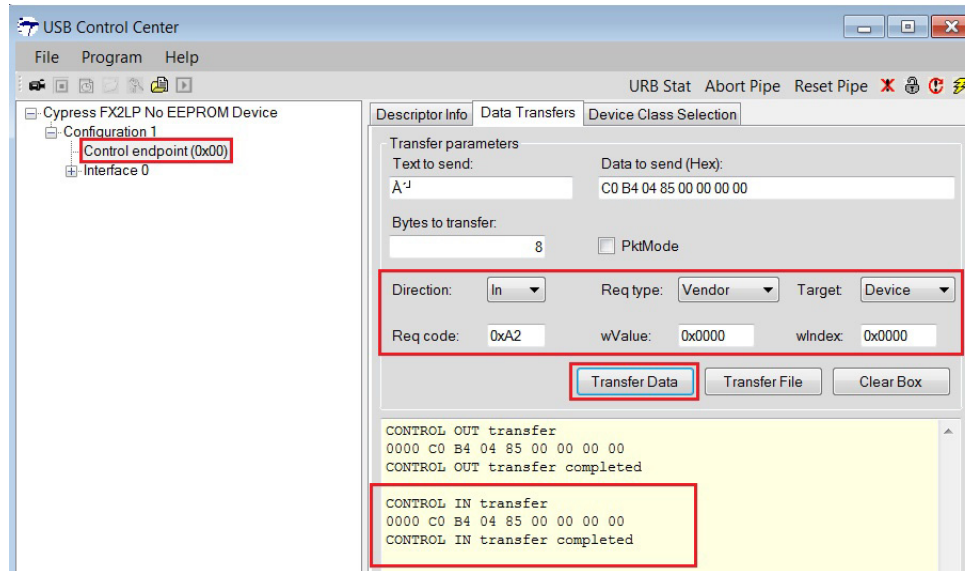 USB Control Center
File Program Help
URB Stat Abort Pipe Reset Pipe
Cypress FX2LP No EEPROM Device
Configuration 1
Control endpoint (0x00)
Interface 0
Descriptor Info Data Transfers Device Class Selection
Transfer parameters
Text to send: Data to send (Hex):
C0 B4 04 85 00 00 00 00
Bytes to transfer:
8 PktMode
Direction: In Req type: Vendor Target: Device
Req code: 0xA2 wValue: 0x0000 wIndex: 0x0000
Transfer Data Transfer File Clear Box
CONTROL OUT transfer
0000 C0 B4 04 85 00 00 00 00
CONTROL OUT transfer completed
CONTROL IN transfer
0000 C0 B4 04 85 00 00 00 00
CONTROL IN transfer completed